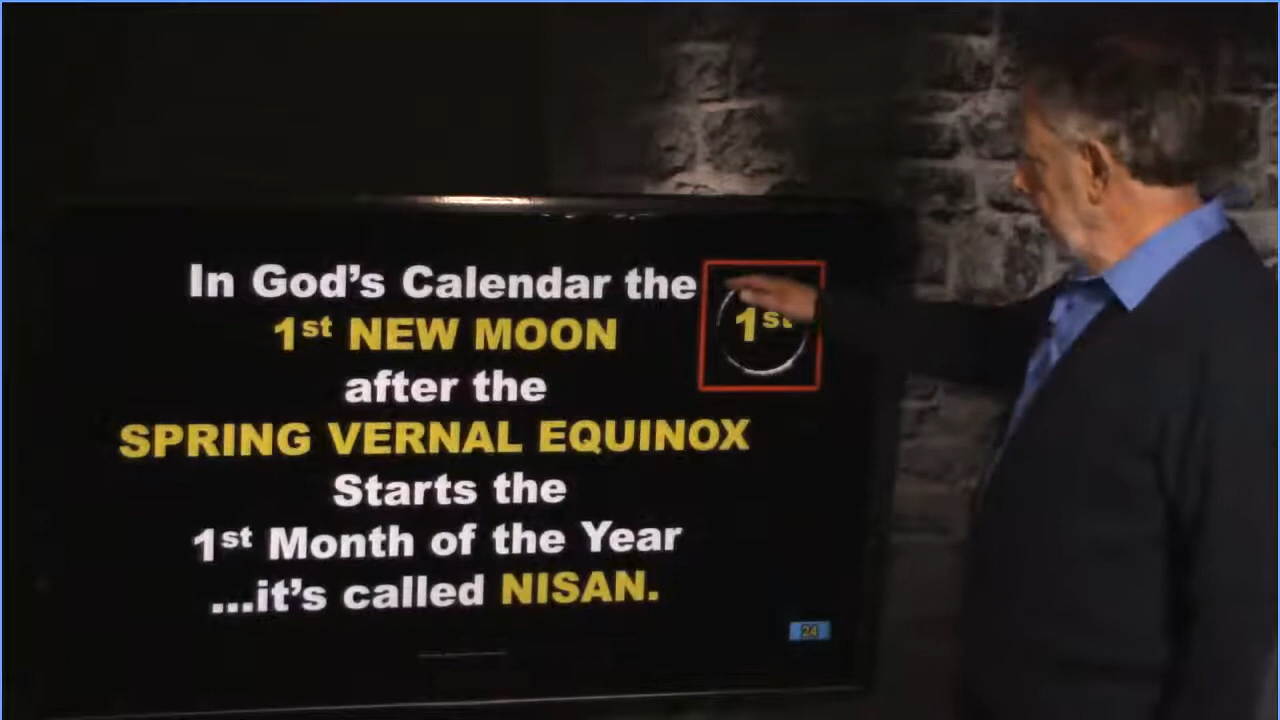 In God's Calendar the
1st NEW MOON
1st
after the
SPRING VERNAL EQUINOX
Starts the
1st Month of the Year
...it's called NISAN.
24